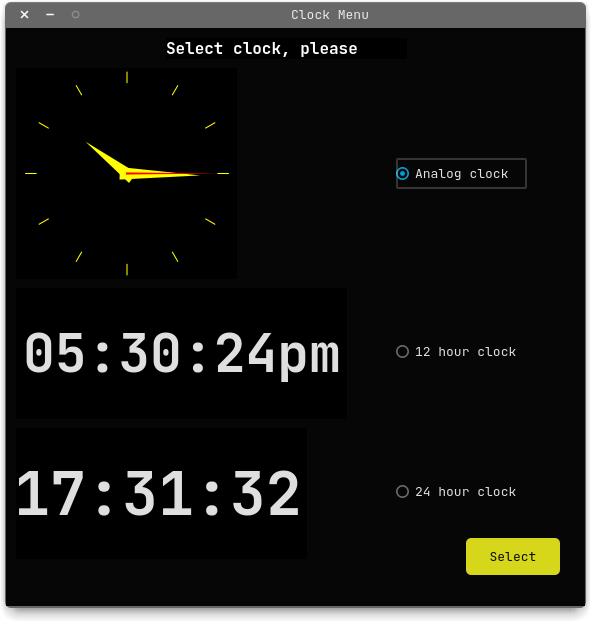 Clock Menu
Select clock, please
Analog clock
05:30:24pm
12 hour clock
17:31:32
24 hour clock
Select